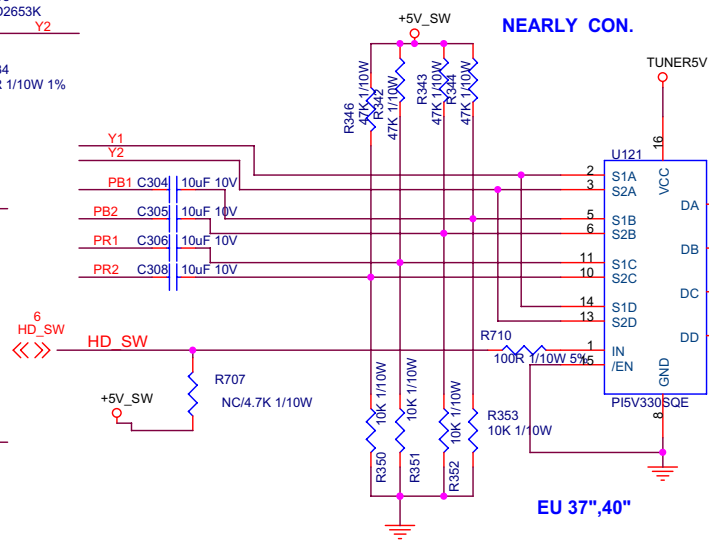 D2653K
Y2
R 1/10W 1%
+5V_SW
NEARLY CON.
TUNER5V
R346
47K 1/10W
R342
47K 1/10W
R343
47K 1/10W
R344
47K 1/10W
16
U121
VCC
Y1
Y2
PB1 C304 10uF 10V
PB2 C305 10uF 10V
PR1 C306 10uF 10V
PR2 C308 10uF 10V
2 S1A
3 S2A
DA
5 S1B
6 S2B
DB
11 S1C
10 S2C
DC
14 S1D
13 S2D
DD
6
HD_SW
HD_SW
R710
100R 1/10W 5%
1 IN
15 /EN
GND
8
PI5V330SQE
R707
NC/4.7K 1/10W
+5V_SW
R350
10K 1/10W
R351
10K 1/10W
R352
10K 1/10W
R353
10K 1/10W
EU 37",40"